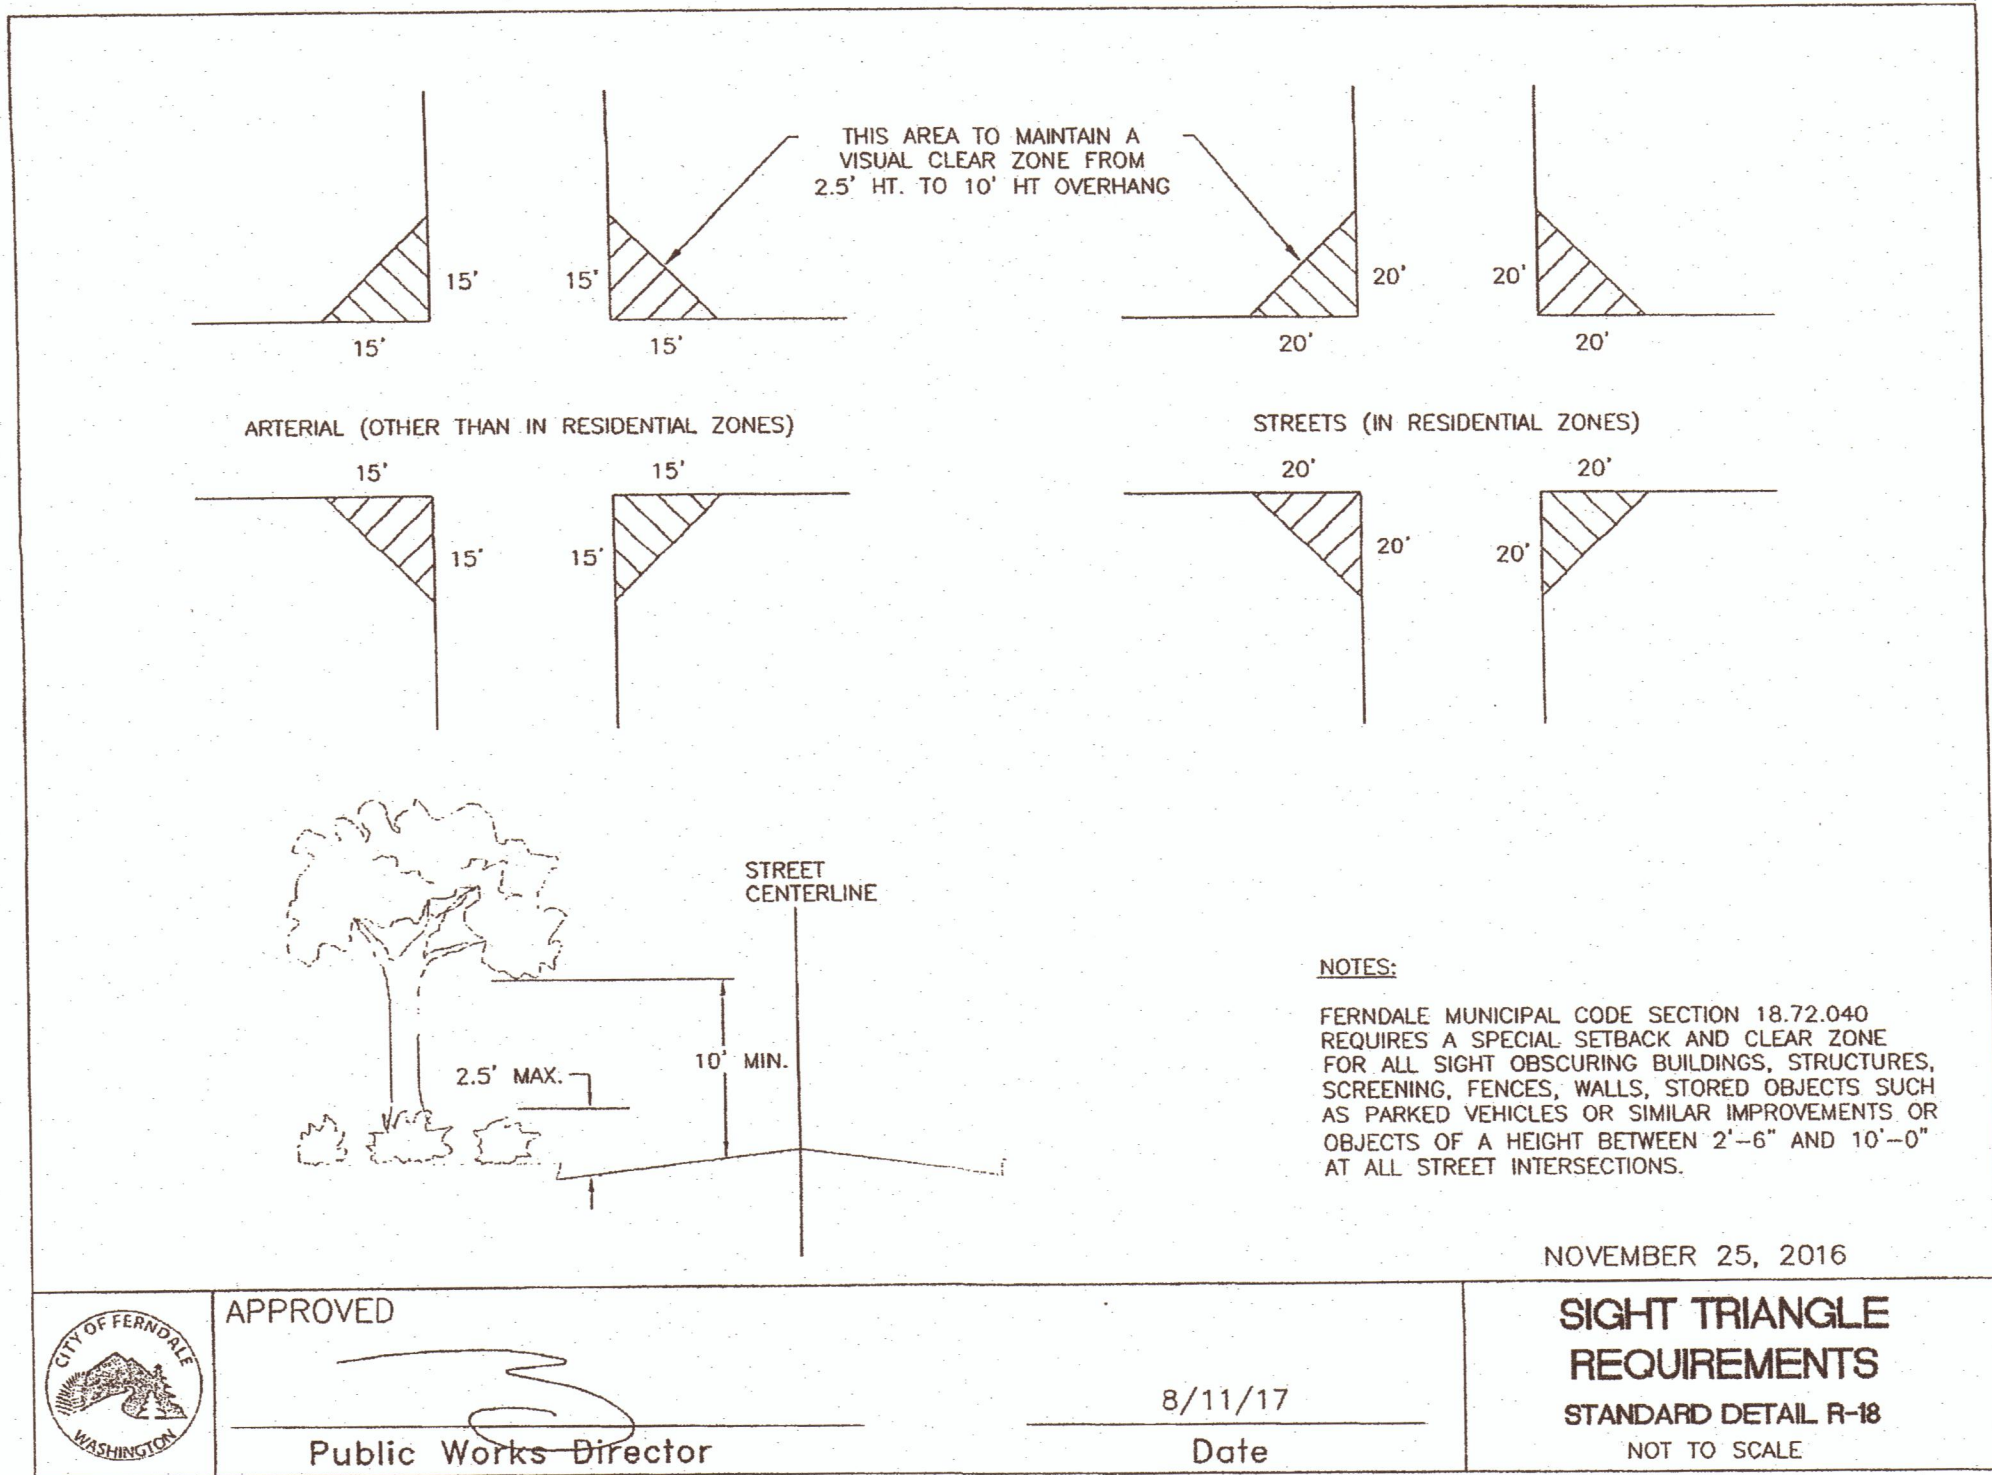 THIS AREA TO MAINTAIN A
VISUAL CLEAR ZONE FROM
2.5' HT. TO 10' HT OVERHANG
15'
15'
20'
20'
15'
15'
20'
20'
ARTERIAL (OTHER THAN IN RESIDENTIAL ZONES)
STREETS (IN RESIDENTIAL ZONES)
15'
15'
20'
20'
15'
15'
20'
20'
STREET
CENTERLINE
10' MIN.
2.5' MAX.
NOTES:
FERNDALE MUNICIPAL CODE SECTION 18.72.040
REQUIRES A SPECIAL SETBACK AND CLEAR ZONE
FOR ALL SIGHT OBSCURING BUILDINGS, STRUCTURES,
SCREENING, FENCES, WALLS, STORED OBJECTS SUCH
AS PARKED VEHICLES OR SIMILAR IMPROVEMENTS OR
OBJECTS OF A HEIGHT BETWEEN 2'-6" AND 10'-0"
AT ALL STREET INTERSECTIONS.
NOVEMBER 25, 2016
CITY OF FERNDALE
WASHINGTON
APPROVED
Public Works Director
8/11/17
Date
SIGHT TRIANGLE
REQUIREMENTS
STANDARD DETAIL R-18
NOT TO SCALE